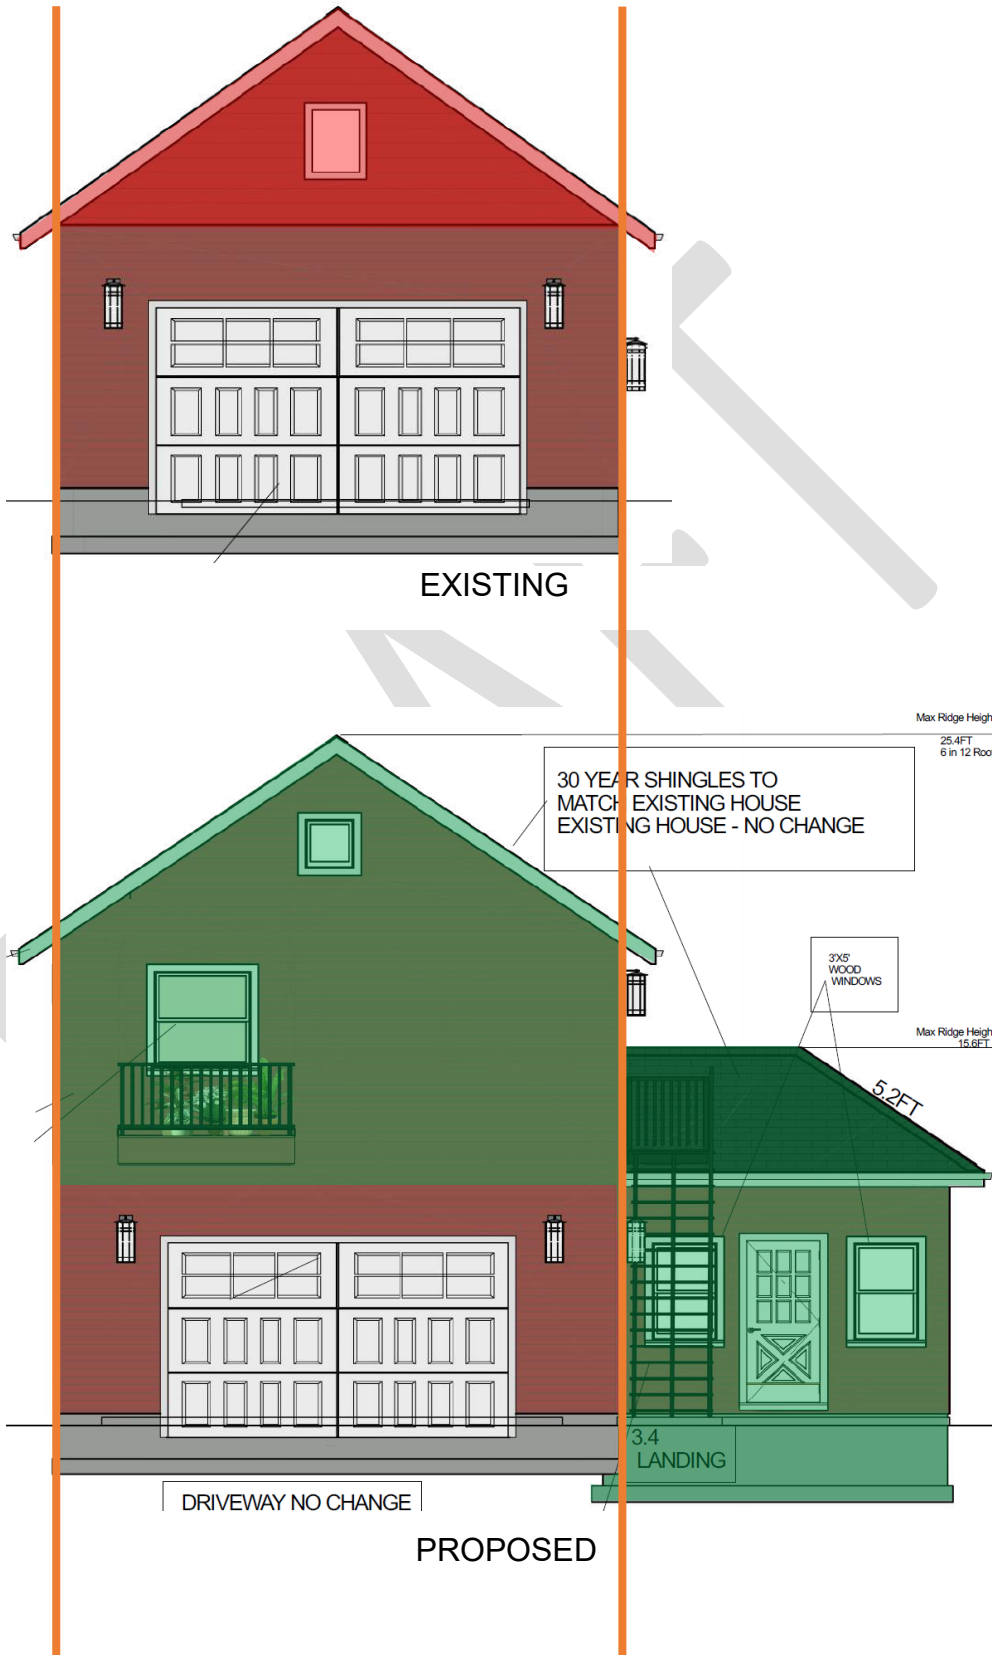 EXISTING
Max Ridge Heigh
25.4FT
6 in 12 Roo
30 YEAR SHINGLES TO
MATCH EXISTING HOUSE
EXISTING HOUSE - NO CHANGE
3'X5'
WOOD
WINDOWS
Max Ridge Heigh
15.6FT
5.2FT
3.4
LANDING
DRIVEWAY NO CHANGE
PROPOSED